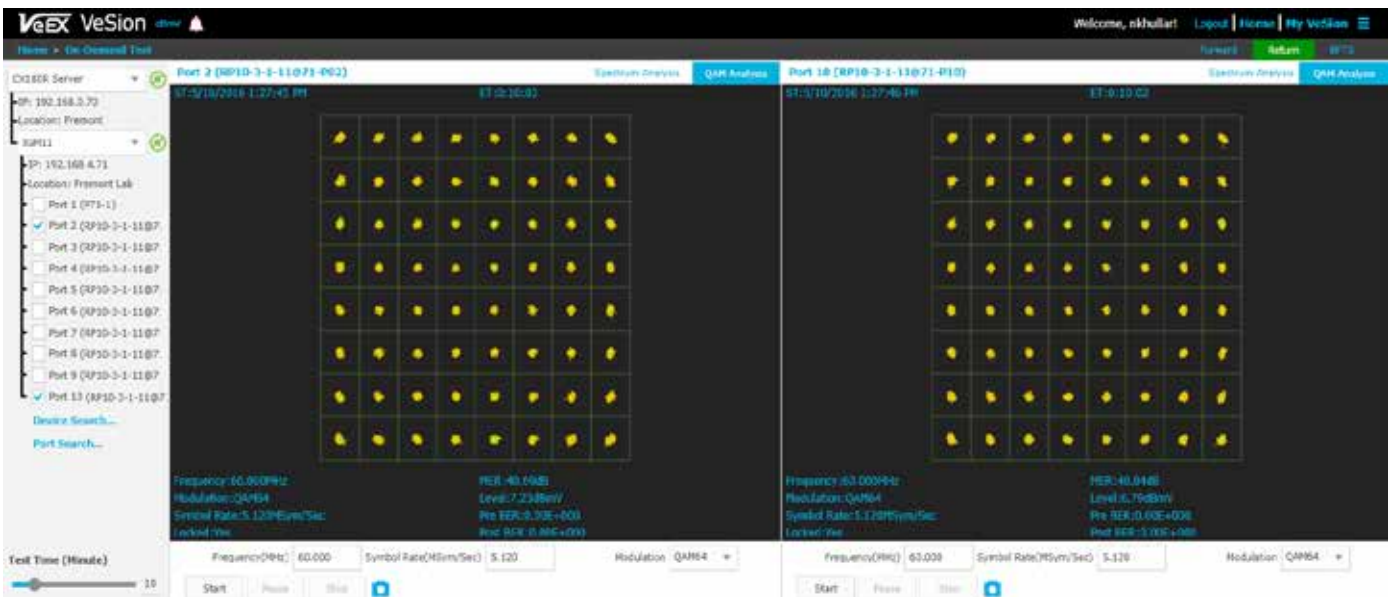 VeEX VeSion
Welcome, nkhullar! Logout Home My VeSion
Home On-Demand Test
Forward Return
CX180R Server
IP: 192.168.3.70
Location: Fremont
IP: 192.168.4.71
Location: Fremont Lab
Port 1
Port 2 (RP10-3-1-11@7
Port 3 (RP10-3-1-11@7
Port 4 (RP10-3-1-11@7
Port 5 (RP10-3-1-11@7
Port 6 (RP10-3-1-11@7
Port 7 (RP10-3-1-11@7
Port 8 (RP10-3-1-11@7
Port 9 (RP10-3-1-11@7
Port (RP10-3-1-11@7
Device Search...
Port Search...
Test Time (Minute)
10
Port 2 (RP10-3-1-11@71-P02)
Spectrum Analysis QAM Analysis
ST:5/10/2016 1:27:45 PM ET:0:10:02
Frequency:60.000MHz MER:40.69dB
Modulation:QAM64 Level:7.23dBmV
Symbol Rate:5.120MSym/Sec Pre BER:0.00E+000
Locked:Yes Post BER:0.00E+000
Frequency(MHz) 60.000 Symbol Rate(MSym/Sec) 5.120 Modulation QAM64
Start Pause Stop
Port 10 (RP10-3-1-11@71-P10)
Spectrum Analysis QAM Analysis
ST:5/10/2016 1:27:46 PM ET:0:10:02
Frequency:60.000MHz MER:40.04dB
Modulation:QAM64 Level:6.79dBmV
Symbol Rate:5.120MSym/Sec Pre BER:0.00E+000
Locked:Yes Post BER:0.00E+000
Frequency(MHz) 60.000 Symbol Rate(MSym/Sec) 5.120 Modulation QAM64
Start Pause Stop